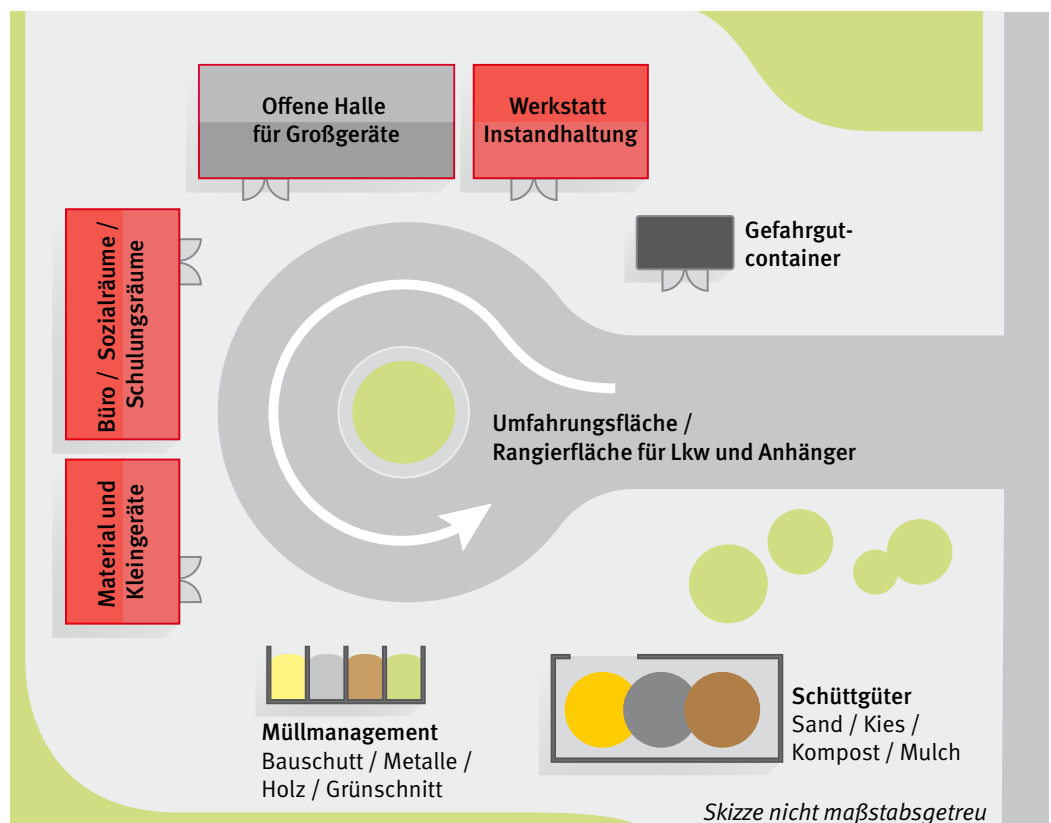 Offene Halle
für Großgeräte
Werkstatt
Instandhaltung
Gefahrgut-
container
Büro / Sozialräume /
Schulungsräume
Umfahrungsfläche /
Rangierfläche für Lkw und Anhänger
Material und
Kleingeräte
Müllmanagement
Bauschutt / Metalle /
Holz / Grünschnitt
Schüttgüter
Sand / Kies /
Kompost / Mulch
Skizze nicht maßstabsgetreu